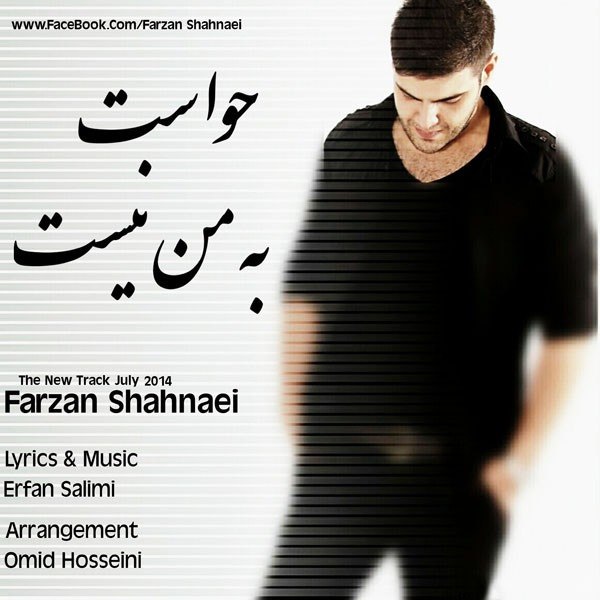 www.FaceBook.Com/Farzan Shahnaei
حواست
به من نیست
The New Track July 2014
Farzan Shahnaei
Lyrics & Music
Erfan Salimi
Arrangement
Omid Hosseini